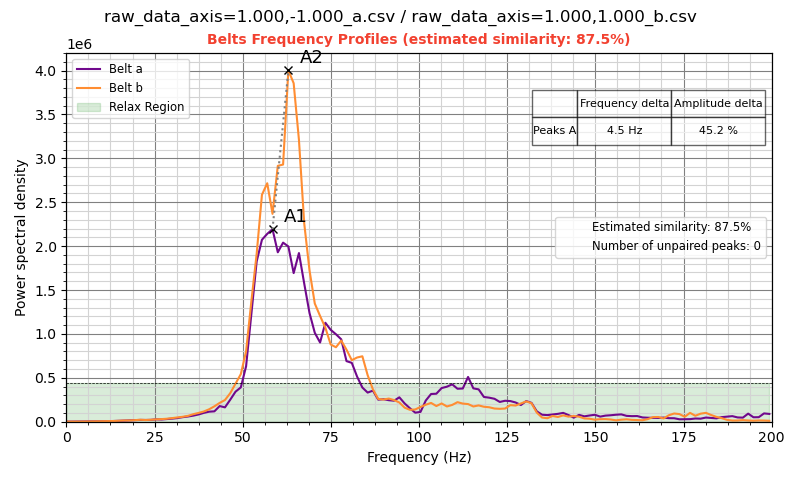 raw_data_axis=1.000,-1.000_a.csv / raw_data_axis=1.000,1.000_b.csv
Belts Frequency Profiles (estimated similarity: 87.5%)
1e6
A2
Belt a
Belt b
Relax Region
Frequency delta Amplitude delta
Peaks A 4.5 Hz 45.2 %
A1
Estimated similarity: 87.5%
Number of unpaired peaks: 0
Power spectral density
4.0
3.5
3.0
2.5
2.0
1.5
1.0
0.5
0.0
0 25 50 75 100 125 150 175 200
Frequency (Hz)